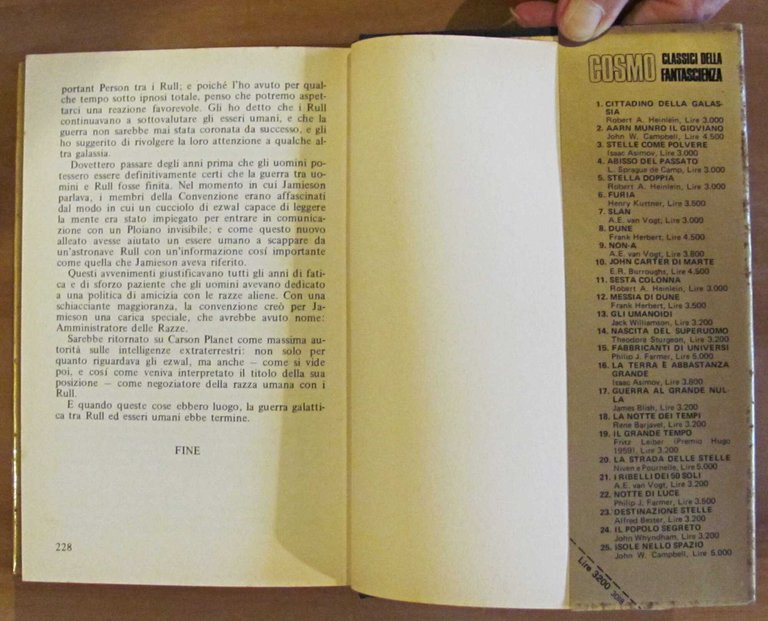 portant Person tra i Rull; e poiché l'ho avuto per qual-
che tempo sotto ipnosi totale, penso che potremo aspet-
tarci una reazione favorevole. Gli ho detto che i Rull
continuavano a sottovalutare gli esseri umani, e che la
guerra non sarebbe mai stata coronata da successo, e gli
ho suggerito di rivolgere la loro attenzione a qualche al-
tra galassia.
Dovettero passare degli anni prima che gli uomini po-
tessero essere definitivamente certi che la guerra tra uo-
mini e Rull fosse finita. Nel momento in cui Jamieson
parlava, i membri della Convenzione erano affascinati
dal modo in cui un cucciolo di ezwal capace di leggere
la mente era stato impiegato per entrare in comunica-
zione con un Ploiano invisibile; e come questo nuovo
alleato avesse aiutato un essere umano a scappare da
un'astronave Rull con un'informazione cosí importante
come quella che Jamieson aveva riferito.
Questi avvenimenti giustificavano tutti gli anni di fati-
ca e di sforzo paziente che gli uomini avevano dedicato
a una politica di amicizia con le razze aliene. Con una
schiacciante maggioranza, la convenzione creò per Ja-
mieson una carica speciale, che avrebbe avuto nome:
Amministratore delle Razze.
Sarebbe ritornato su Carson Planet come massima au-
torità sulle intelligenze extraterrestri: non solo per
quanto riguardava gli ezwal, ma anche — come si vide
poi, e cosí come veniva interpretato il titolo della sua
posizione — come negoziatore della razza umana con i
Rull.
E quando queste cose ebbero luogo, la guerra galatti-
ca tra Rull ed esseri umani ebbe termine.
FINE
228
COSMO CLASSICI DELLA
FANTASCIENZA
1. CITTADINO DELLA GALAS-
SIA
Robert A. Heinlein, Lire 3.000
2. AARN MUNRO IL GIOVIANO
John W. Campbell, Lire 4.500
3. STELLE COME POLVERE
Isaac Asimov, Lire 3.000
4. ABISSO DEL PASSATO
L. Sprague de Camp, Lire 3.000
5. STELLA DOPPIA
Robert A. Heinlein, Lire 3.000
6. FURIA
Henry Kuttner, Lire 3.500
7. SLAN
A.E. van Vogt, Lire 3.000
8. DUNE
Frank Herbert, Lire 4.500
9. NON-A
A.E. van Vogt, Lire 3.800
10. JOHN CARTER DI MARTE
E.R. Burroughs, Lire 4.500
11. SESTA COLONNA
Robert A. Heinlein, Lire 3.000
12. MESSIA DI DUNE
Frank Herbert, Lire 3.500
13. GLI UMANOIDI
Jack Williamson, Lire 3.200
14. NASCITA DEL SUPERUOMO
Theodore Sturgeon, Lire 3.200
15. FABBRICANTI DI UNIVERSI
Philip J. Farmer, Lire 5.000
16. LA TERRA È ABBASTANZA
GRANDE
Isaac Asimov, Lire 3.800
17. GUERRA AL GRANDE NUL-
LA
James Blish, Lire 3.200
18. LA NOTTE DEI TEMPI
Rene Barjavel, Lire 3.200
19. IL GRANDE TEMPO
Fritz Leiber (Premio Hugo
1959), Lire 3.200
20. LA STRADA DELLE STELLE
Niven e Pournelle, Lire 5.000
21. I RIBELLI DEI 50 SOLI
A.E. van Vogt, Lire 3.200
22. NOTTE DI LUCE
Philip J. Farmer, Lire 3.500
23. DESTINAZIONE STELLE
Alfred Bester, Lire 3.200
24. IL POPOLO SEGRETO
John Whyndham, Lire 3.200
25. ISOLE NELLO SPAZIO
John W. Campbell, Lire 5.000
Lire 3200